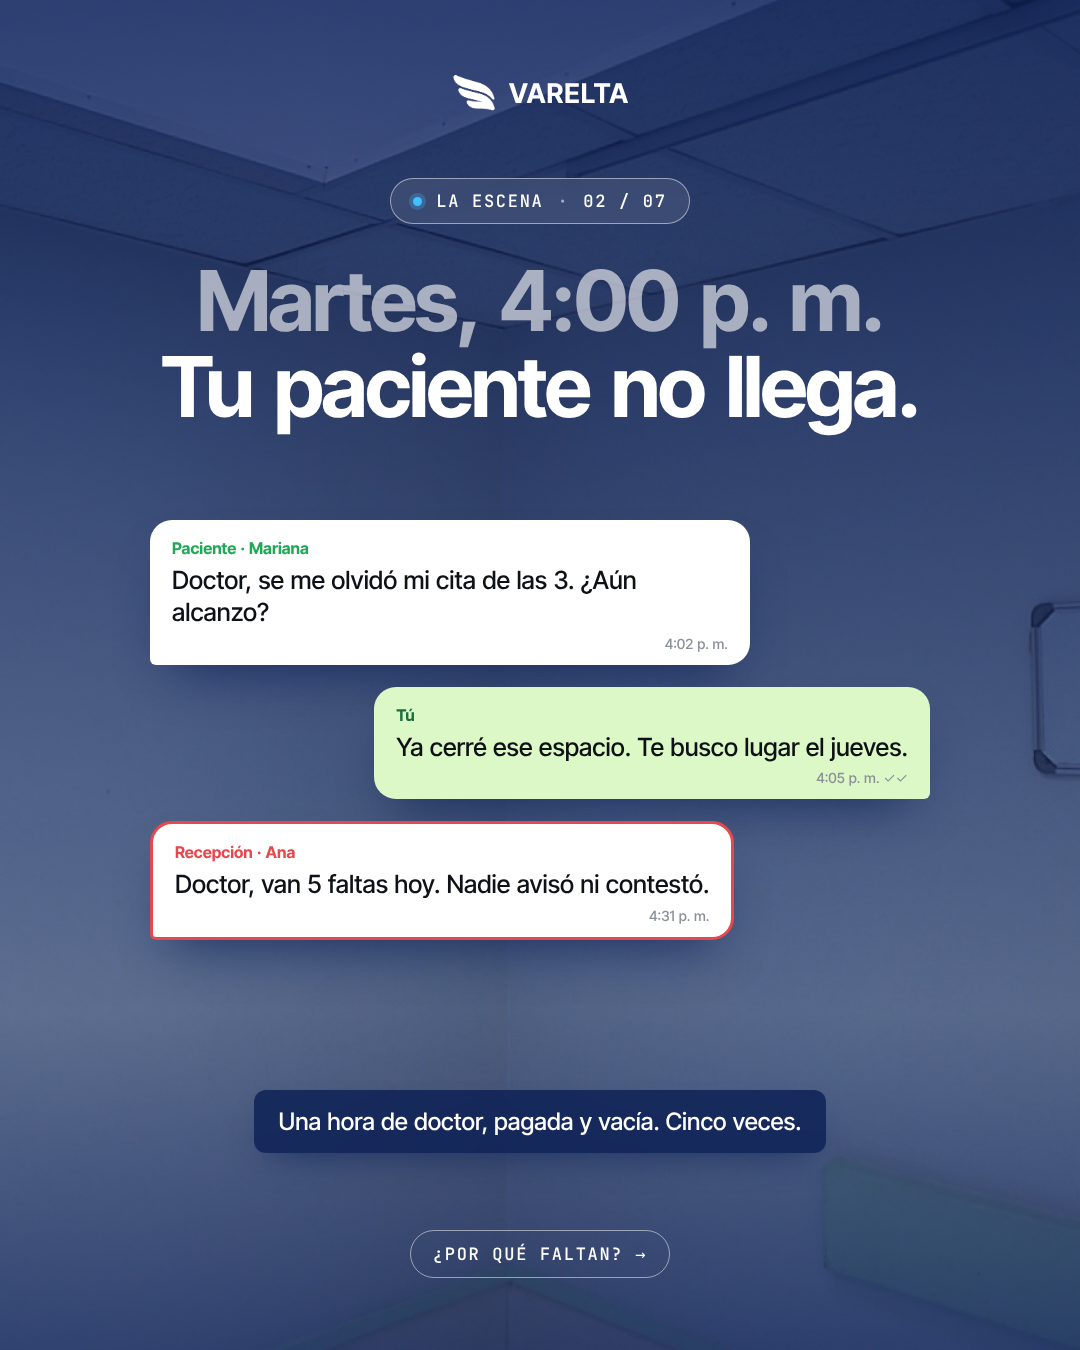 VARELTA
LA ESCENA · 02 / 07
Martes, 4:00 p. m.
Tu paciente no llega.
Paciente · Mariana
Doctor, se me olvidó mi cita de las 3. ¿Aún
alcanzo?
4:02 p. m.
Tú
Ya cerré ese espacio. Te busco lugar el jueves.
4:05 p. m. ✓✓
Recepción · Ana
Doctor, van 5 faltas hoy. Nadie avisó ni contestó.
4:31 p. m.
Una hora de doctor, pagada y vacía. Cinco veces.
¿POR QUÉ FALTAN? →